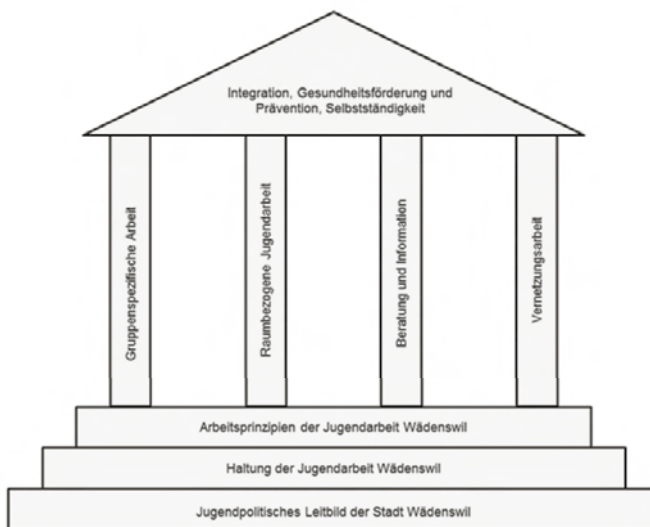 Integration, Gesundheitsförderung und
Prävention, Selbstständigkeit
Gruppenspezifische Arbeit
Raumbezogene Jugendarbeit
Beratung und Information
Vernetzungsarbeit
Arbeitsprinzipien der Jugendarbeit Wädenswil
Haltung der Jugendarbeit Wädenswil
Jugendpolitisches Leitbild der Stadt Wädenswil